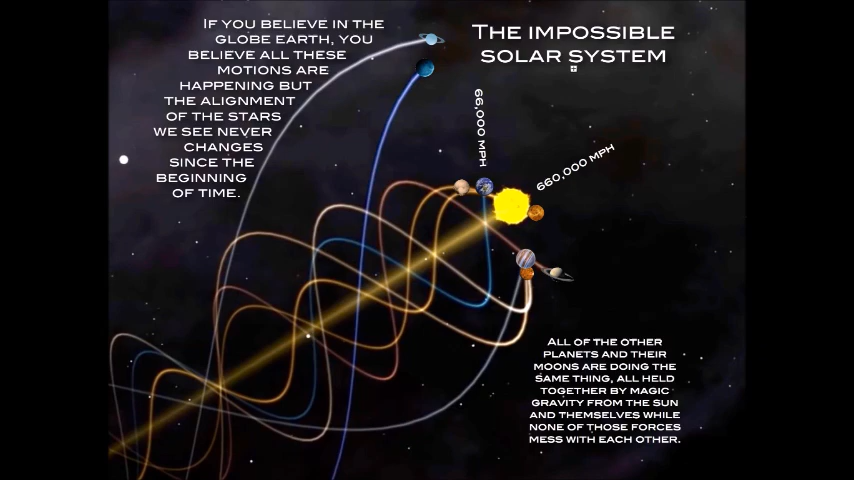 If you believe in the
globe Earth, you
believe all these
motions are
happening but
the alignment
of the stars
we see never
changes
since the
beginning
of time.
The impossible
solar system
66,000 mph
660,000 mph
All of the other
planets and their
moons are doing the
same thing, all held
together by magic
gravity from the sun
and themselves while
none of those forces
mess with each other.